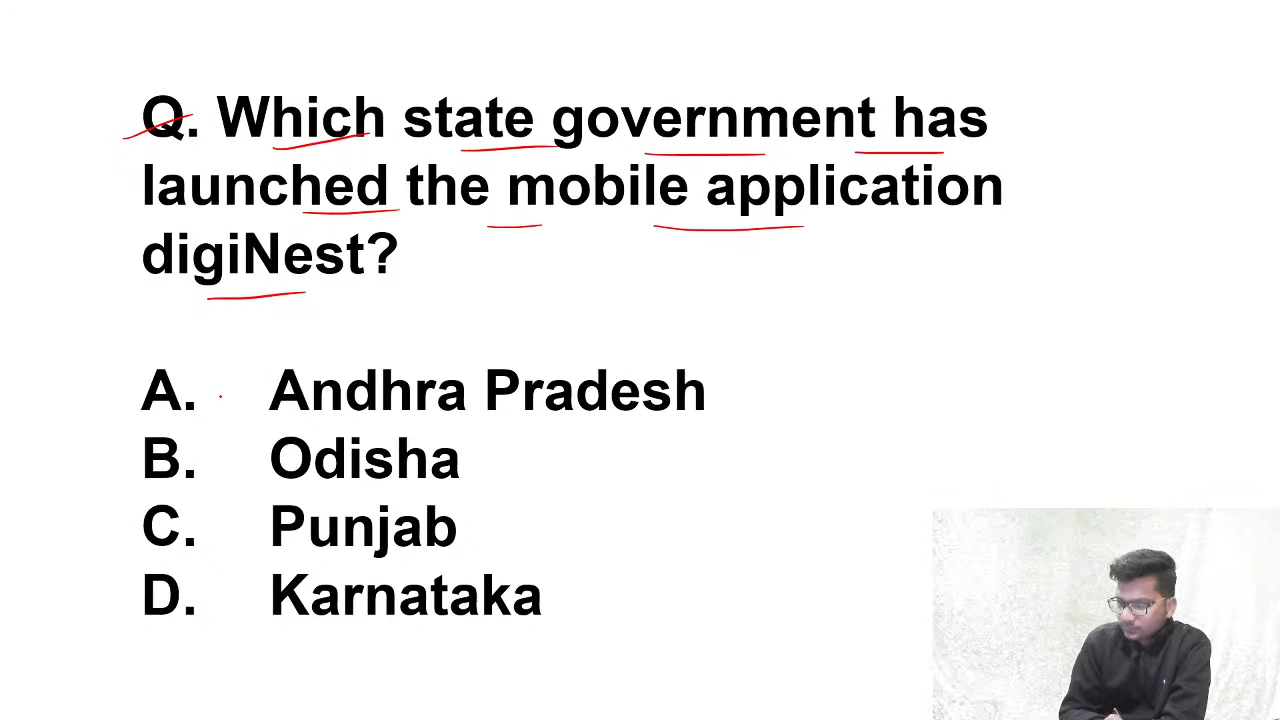 Q. Which state government has
launched the mobile application
digiNest?
A. Andhra Pradesh
B. Odisha
C. Punjab
D. Karnataka